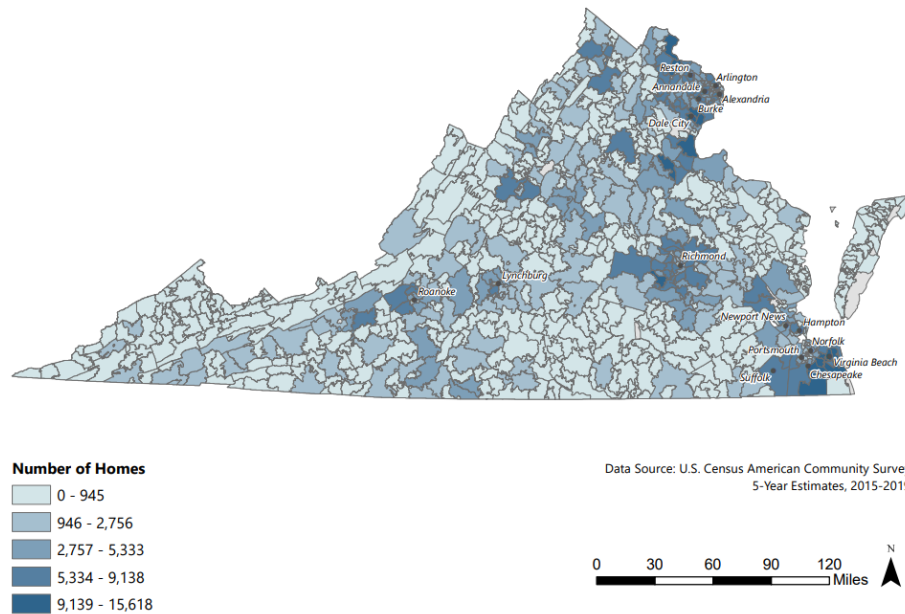 Reston
Arlington
Annandale
Alexandria
Burke
Dale City
Richmond
Lynchburg
Roanoke
Newport News
Hampton
Norfolk
Portsmouth
Virginia Beach
Suffolk
Chesapeake
Number of Homes
0 - 945
946 - 2,756
2,757 - 5,333
5,334 - 9,138
9,139 - 15,618
Data Source: U.S. Census American Community Surve
5-Year Estimates, 2015-2019
N
0 30 60 90 120
Miles